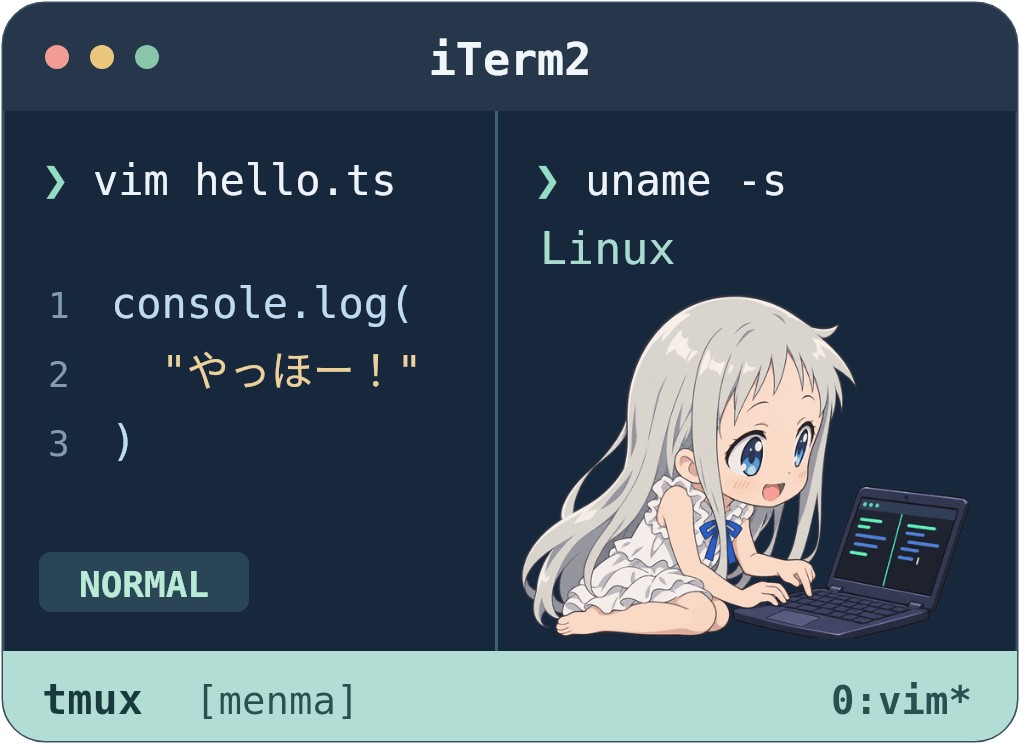 iTerm2
❯ vim hello.ts
1 console.log(
2 "やっほー！"
3 )
NORMAL
❯ uname -s
Linux
tmux [menma] 0:vim*